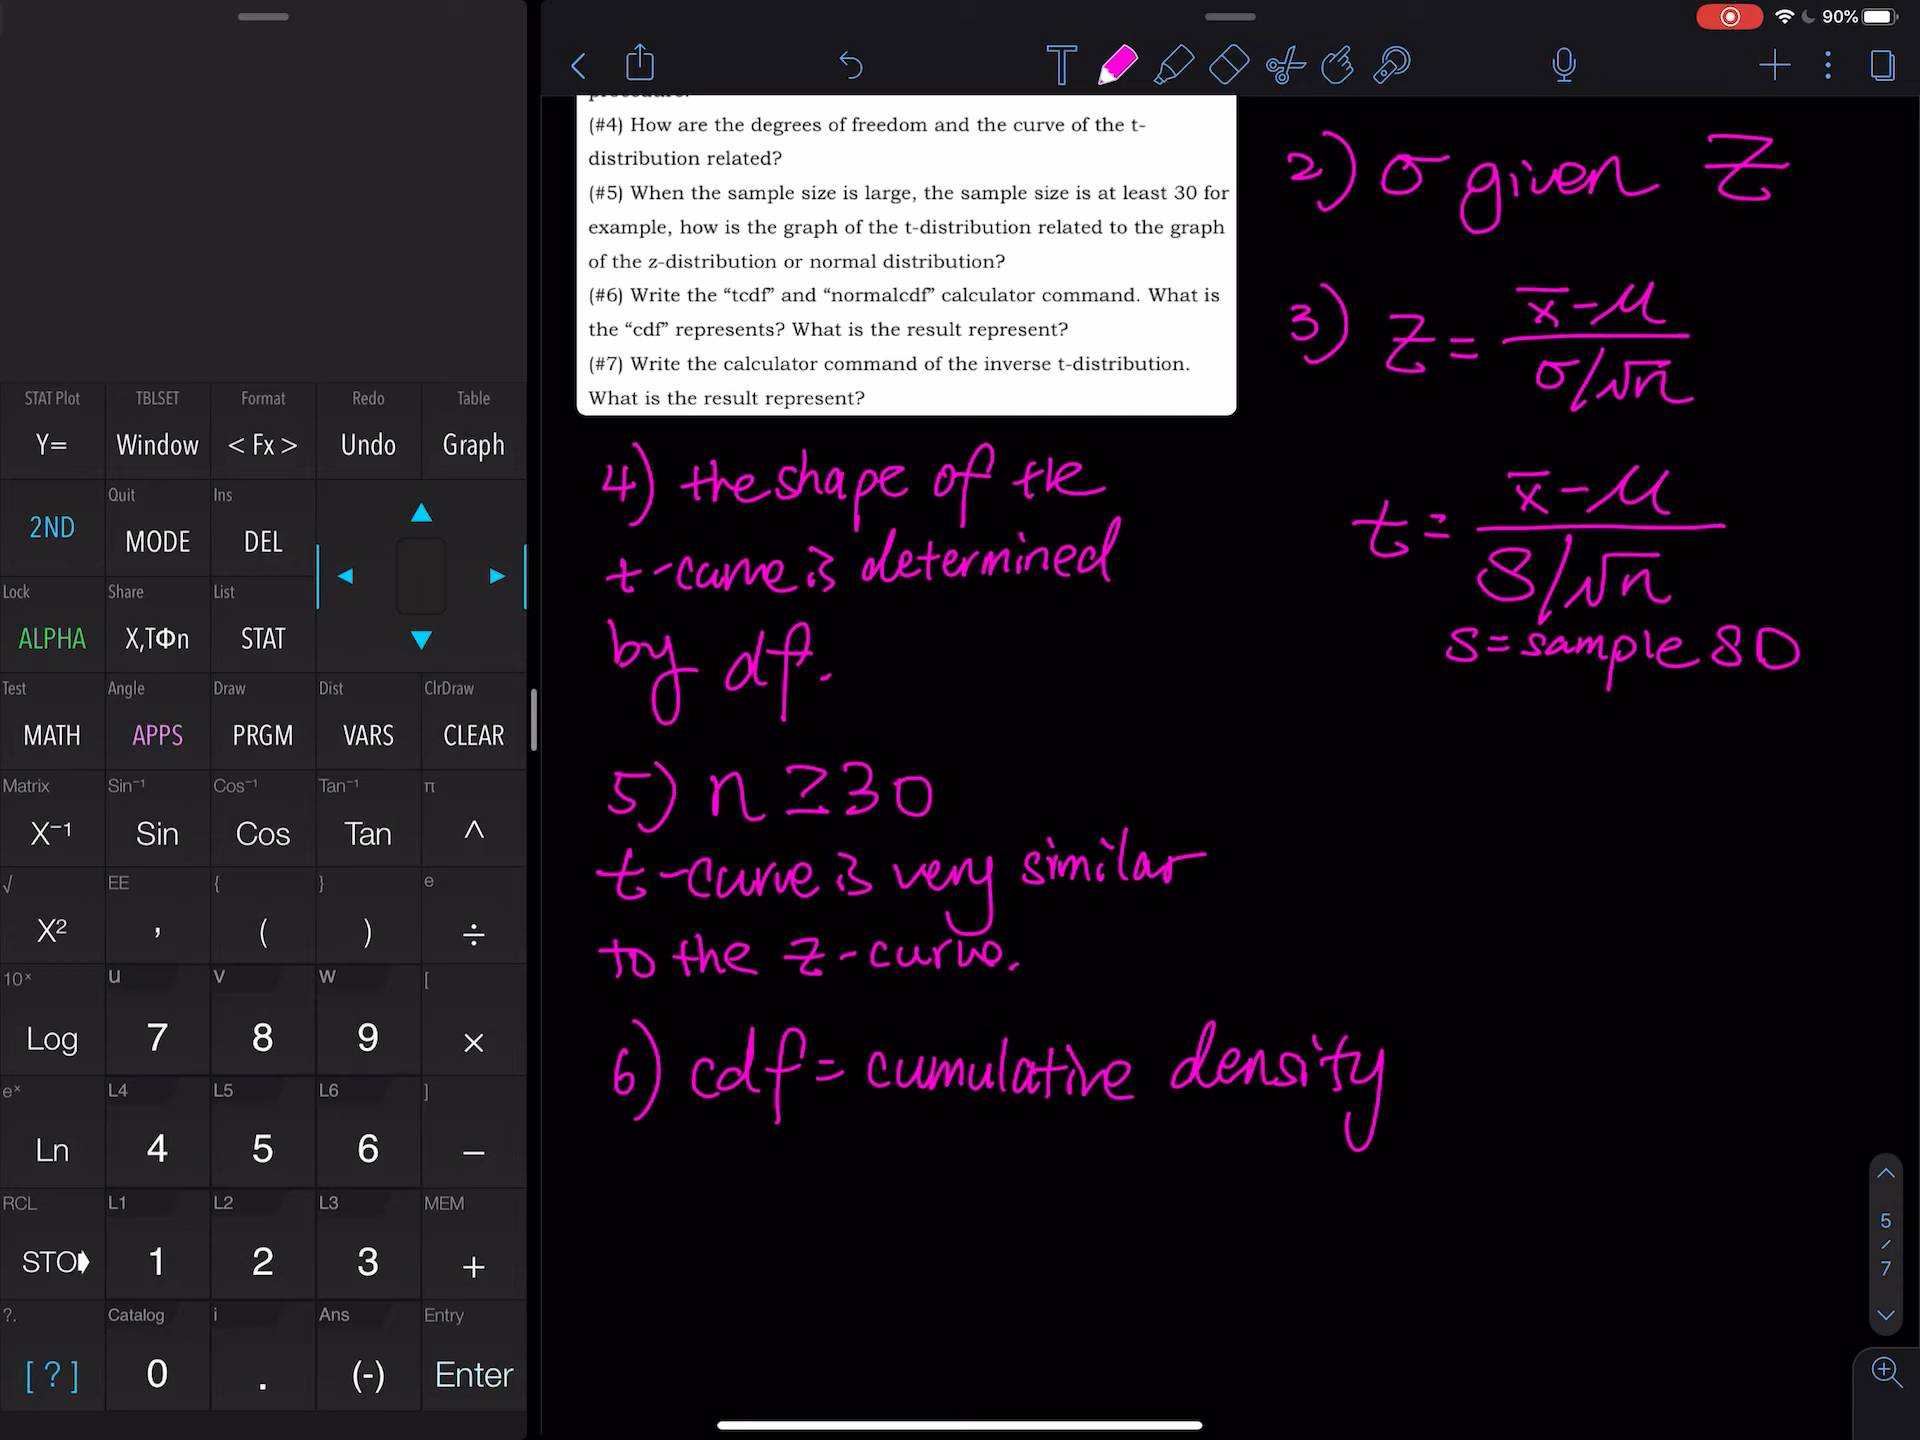 90%
procedure.
(#4) How are the degrees of freedom and the curve of the t-
distribution related?
(#5) When the sample size is large, the sample size is at least 30 for
example, how is the graph of the t-distribution related to the graph
of the z-distribution or normal distribution?
(#6) Write the “tcdf” and “normalcdf” calculator command. What is
the “cdf” represents? What is the result represent?
(#7) Write the calculator command of the inverse t-distribution.
What is the result represent?
2) σ given Z
3) Z = x̄-μ / σ/√n
t = x̄-μ / S/√n
S = sample SD
4) the shape of the
t-curve is determined
by df.
5) n ≥ 30
t-curve is very similar
to the z-curve.
6) cdf = cumulative density
STAT Plot TBLSET Format Redo Table
Y= Window < Fx > Undo Graph
Quit Ins
2ND MODE DEL
Lock Share List
ALPHA X,TΦn STAT
Test Angle Draw Dist ClrDraw
MATH APPS PRGM VARS CLEAR
Matrix Sin⁻¹ Cos⁻¹ Tan⁻¹ π
X⁻¹ Sin Cos Tan ^
√ EE { } e
X² , ( ) ÷
10ˣ u v w [
Log 7 8 9 ×
eˣ L4 L5 L6 ]
Ln 4 5 6 −
RCL L1 L2 L3 MEM
STO 1 2 3 +
?. Catalog i Ans Entry
[ ? ] 0 . (-) Enter
5
/
7